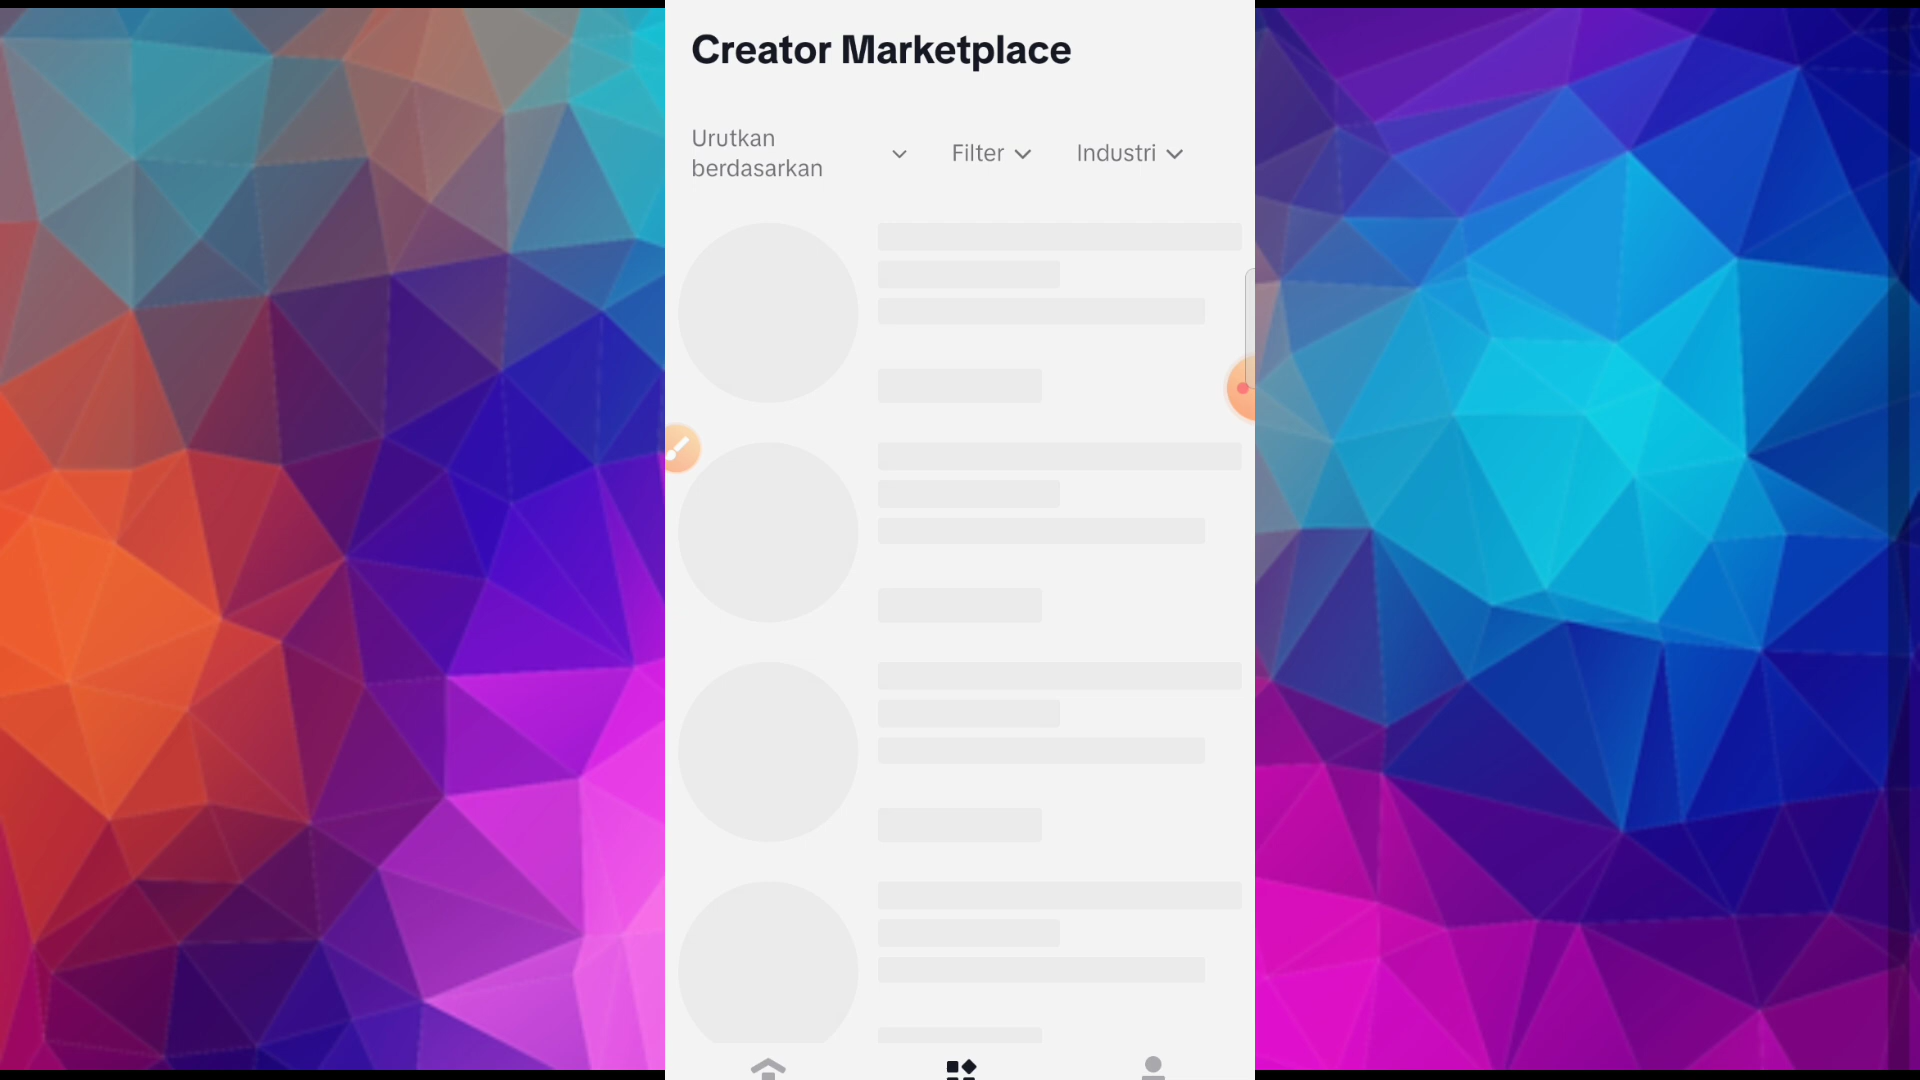 Creator Marketplace
Urutkan
berdasarkan
Filter
Industri